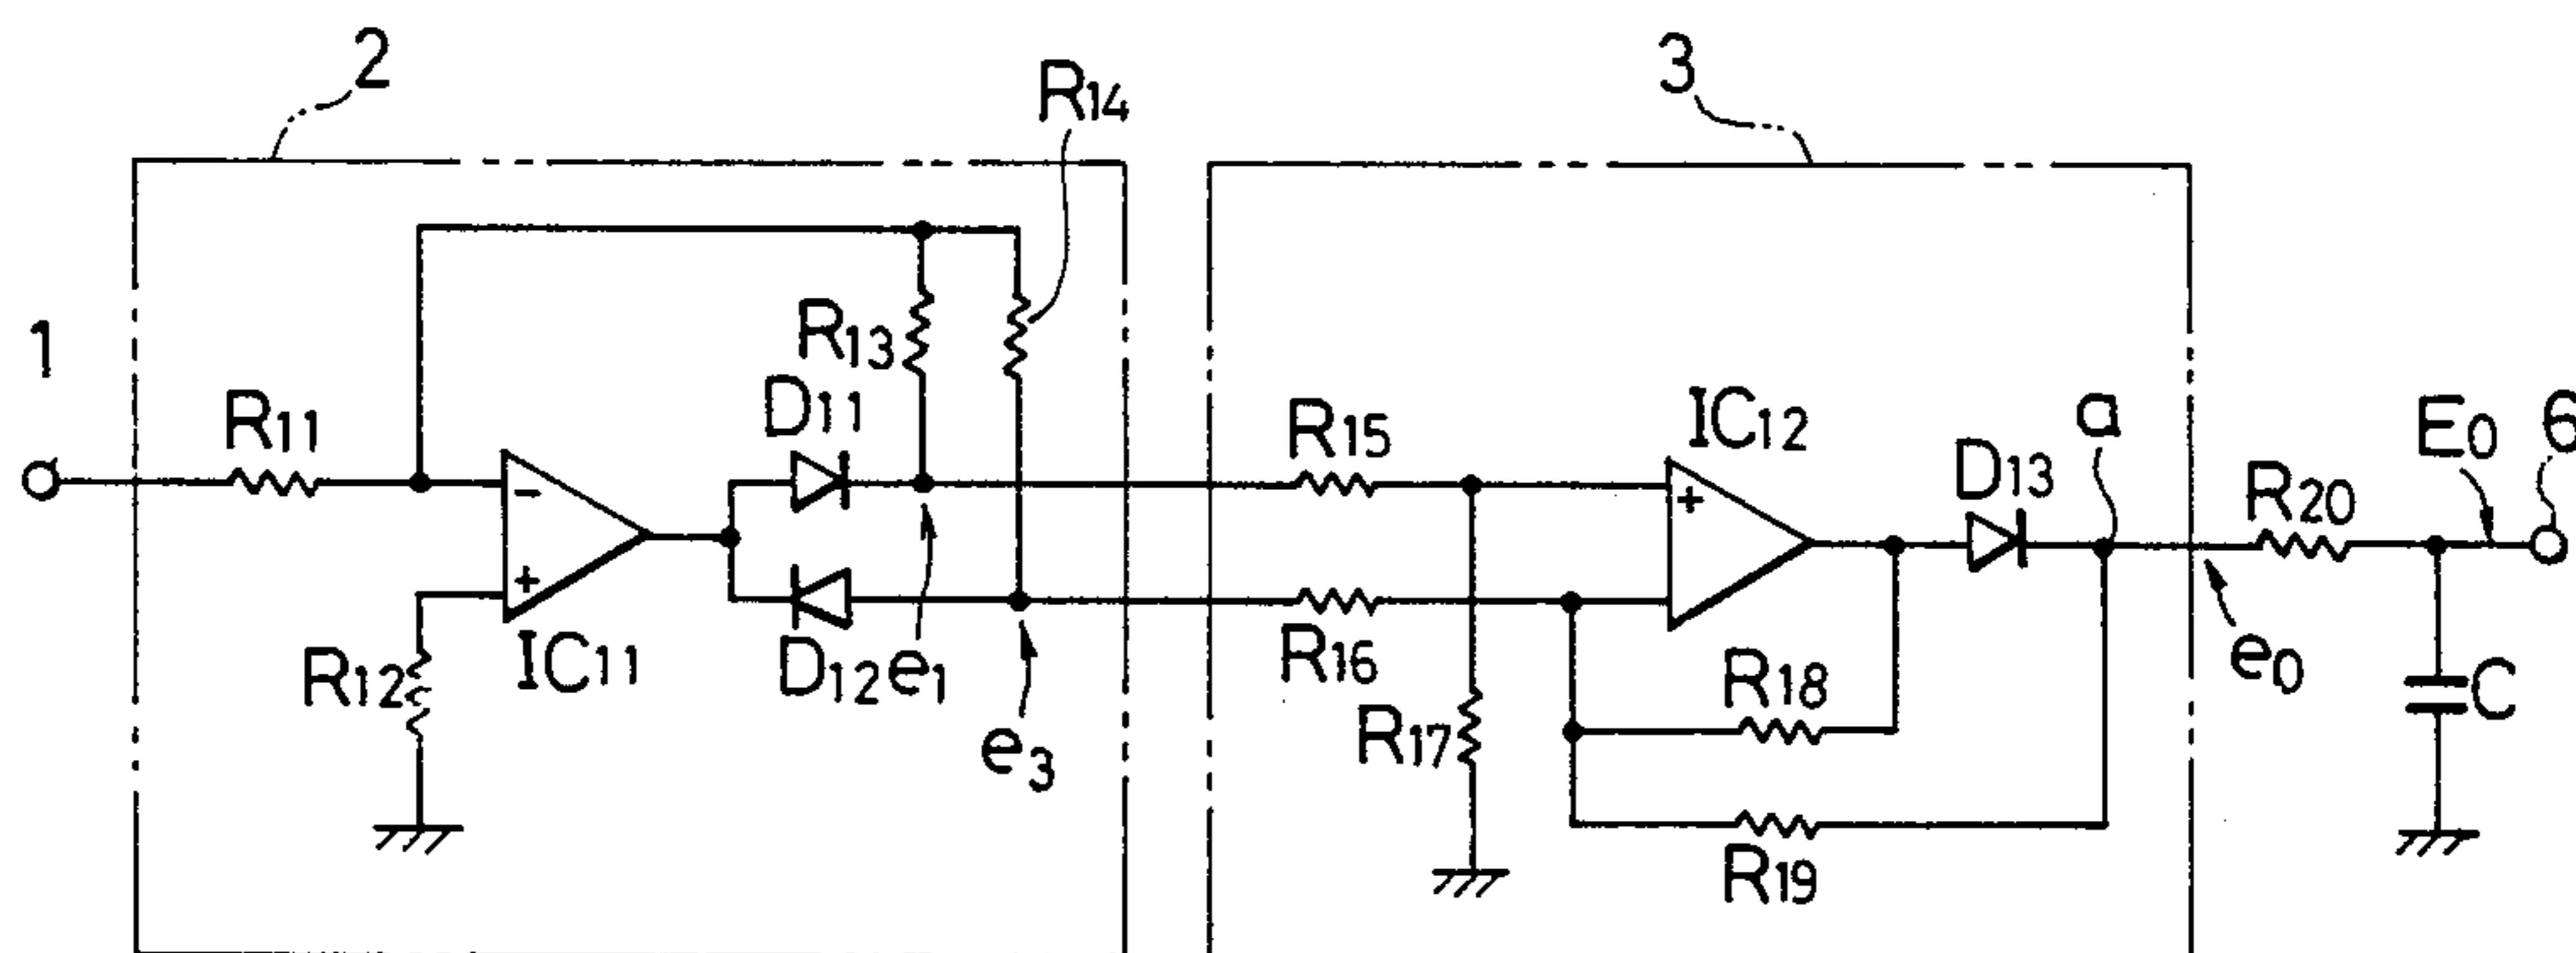 2
3
R14
1
R13
D11
R11
R15
IC12
a
D13
E0
6
R20
-
+
+
R12
IC11
D12
e1
R16
R18
e0
e3
R17
C
R19